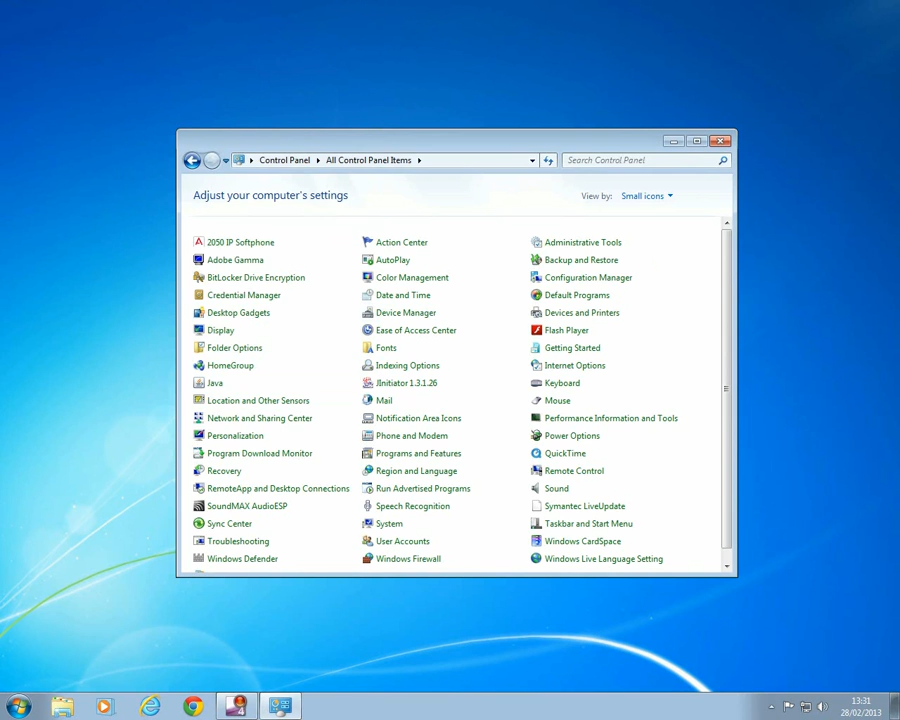 Control Panel All Control Panel Items Search Control Panel
Adjust your computer's settings View by: Small icons
2050 IP Softphone Action Center Administrative Tools
Adobe Gamma AutoPlay Backup and Restore
BitLocker Drive Encryption Color Management Configuration Manager
Credential Manager Date and Time Default Programs
Desktop Gadgets Device Manager Devices and Printers
Display Ease of Access Center Flash Player
Folder Options Fonts Getting Started
HomeGroup Indexing Options Internet Options
Java JInitiator 1.3.1.26 Keyboard
Location and Other Sensors Mail Mouse
Network and Sharing Center Notification Area Icons Performance Information and Tools
Personalization Phone and Modem Power Options
Program Download Monitor Programs and Features QuickTime
Recovery Region and Language Remote Control
RemoteApp and Desktop Connections Run Advertised Programs Sound
SoundMAX AudioESP Speech Recognition Symantec LiveUpdate
Sync Center System Taskbar and Start Menu
Troubleshooting User Accounts Windows CardSpace
Windows Defender Windows Firewall Windows Live Language Setting
13:31
28/02/2013